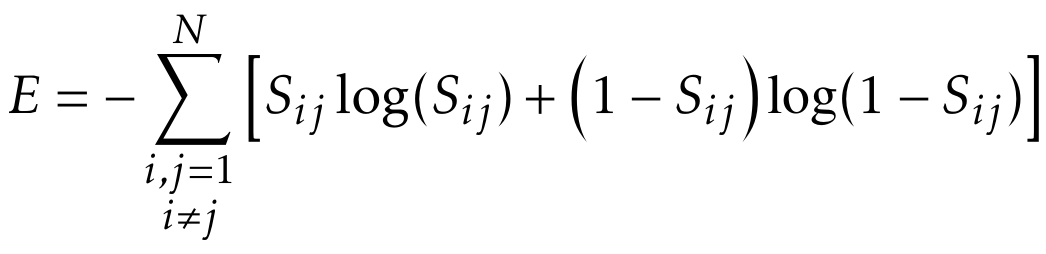 E = -\sum_{\substack{i,j=1 \\ i \neq j}}^{N} \left[ S_{ij} \log(S_{ij}) + \left( 1 - S_{ij} \right) \log(1 - S_{ij}) \right]